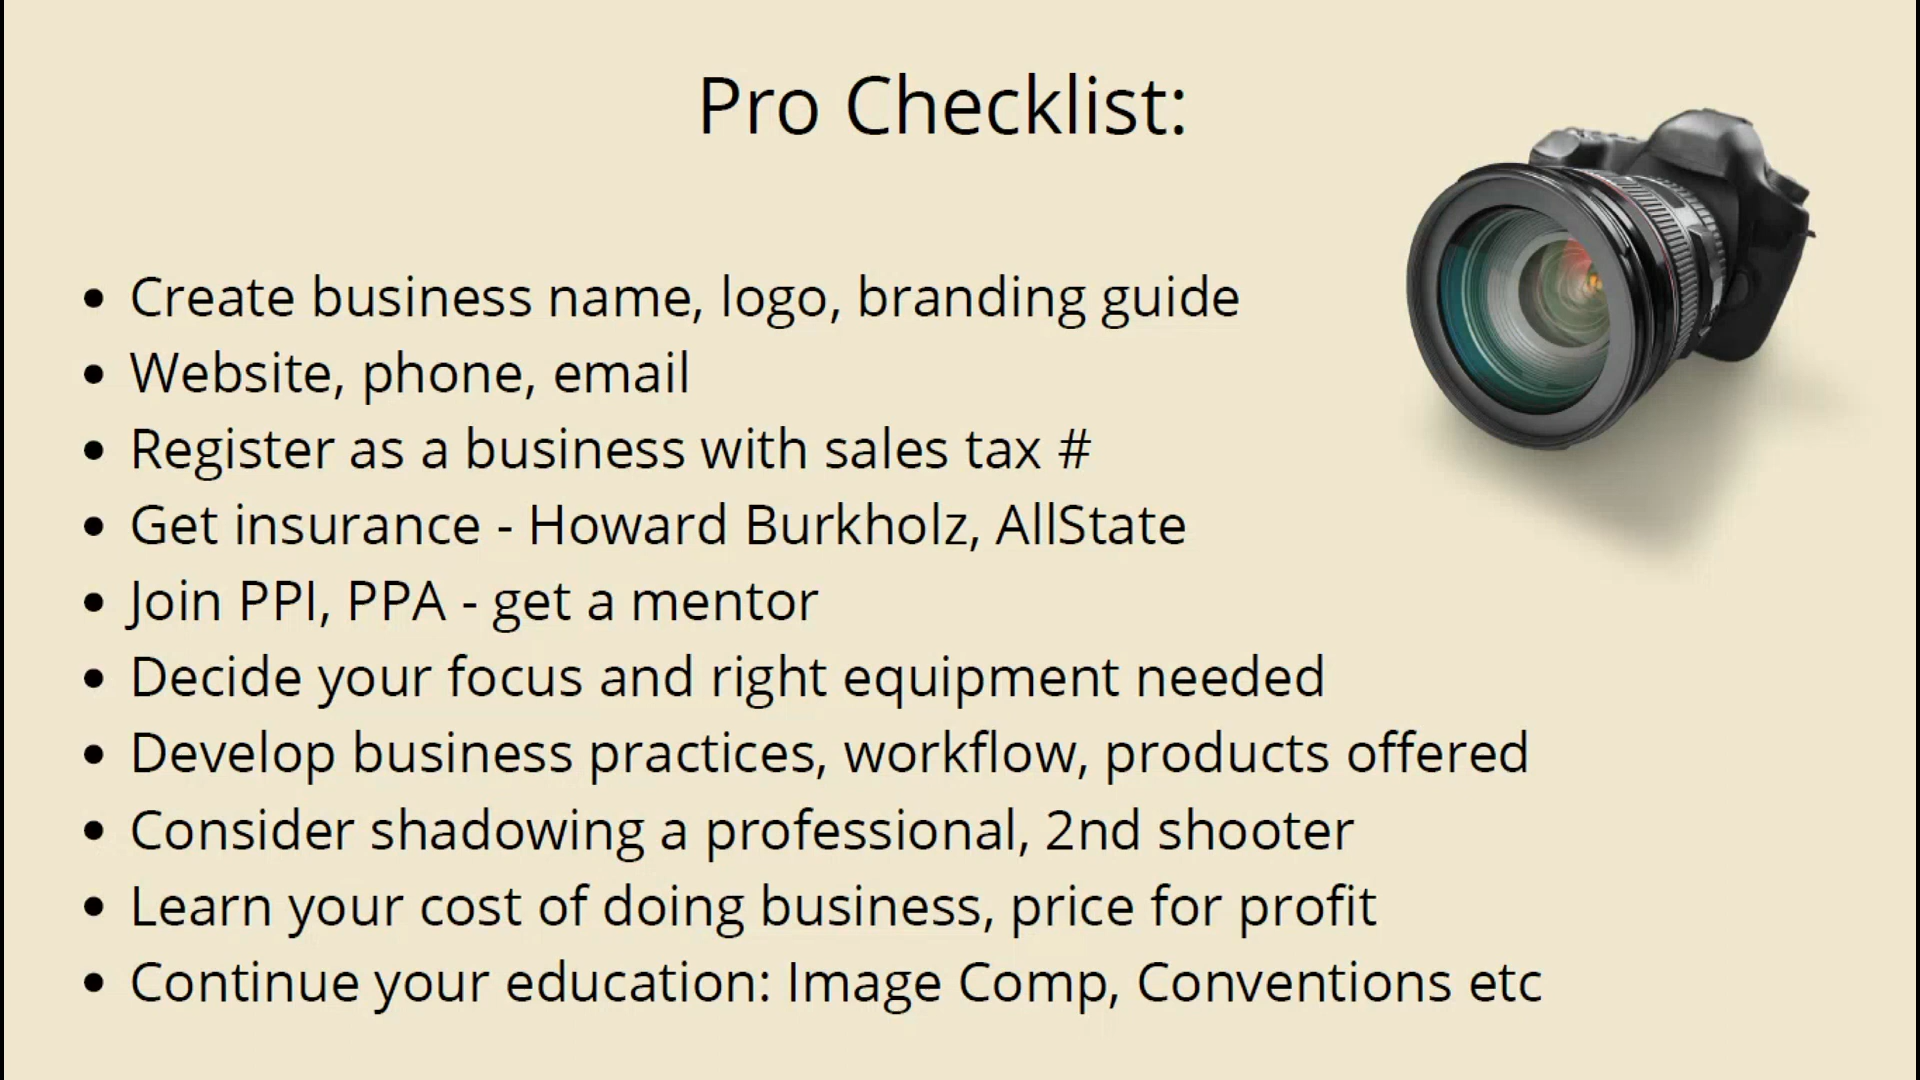 Pro Checklist:
• Create business name, logo, branding guide
• Website, phone, email
• Register as a business with sales tax #
• Get insurance - Howard Burkholz, AllState
• Join PPI, PPA - get a mentor
• Decide your focus and right equipment needed
• Develop business practices, workflow, products offered
• Consider shadowing a professional, 2nd shooter
• Learn your cost of doing business, price for profit
• Continue your education: Image Comp, Conventions etc